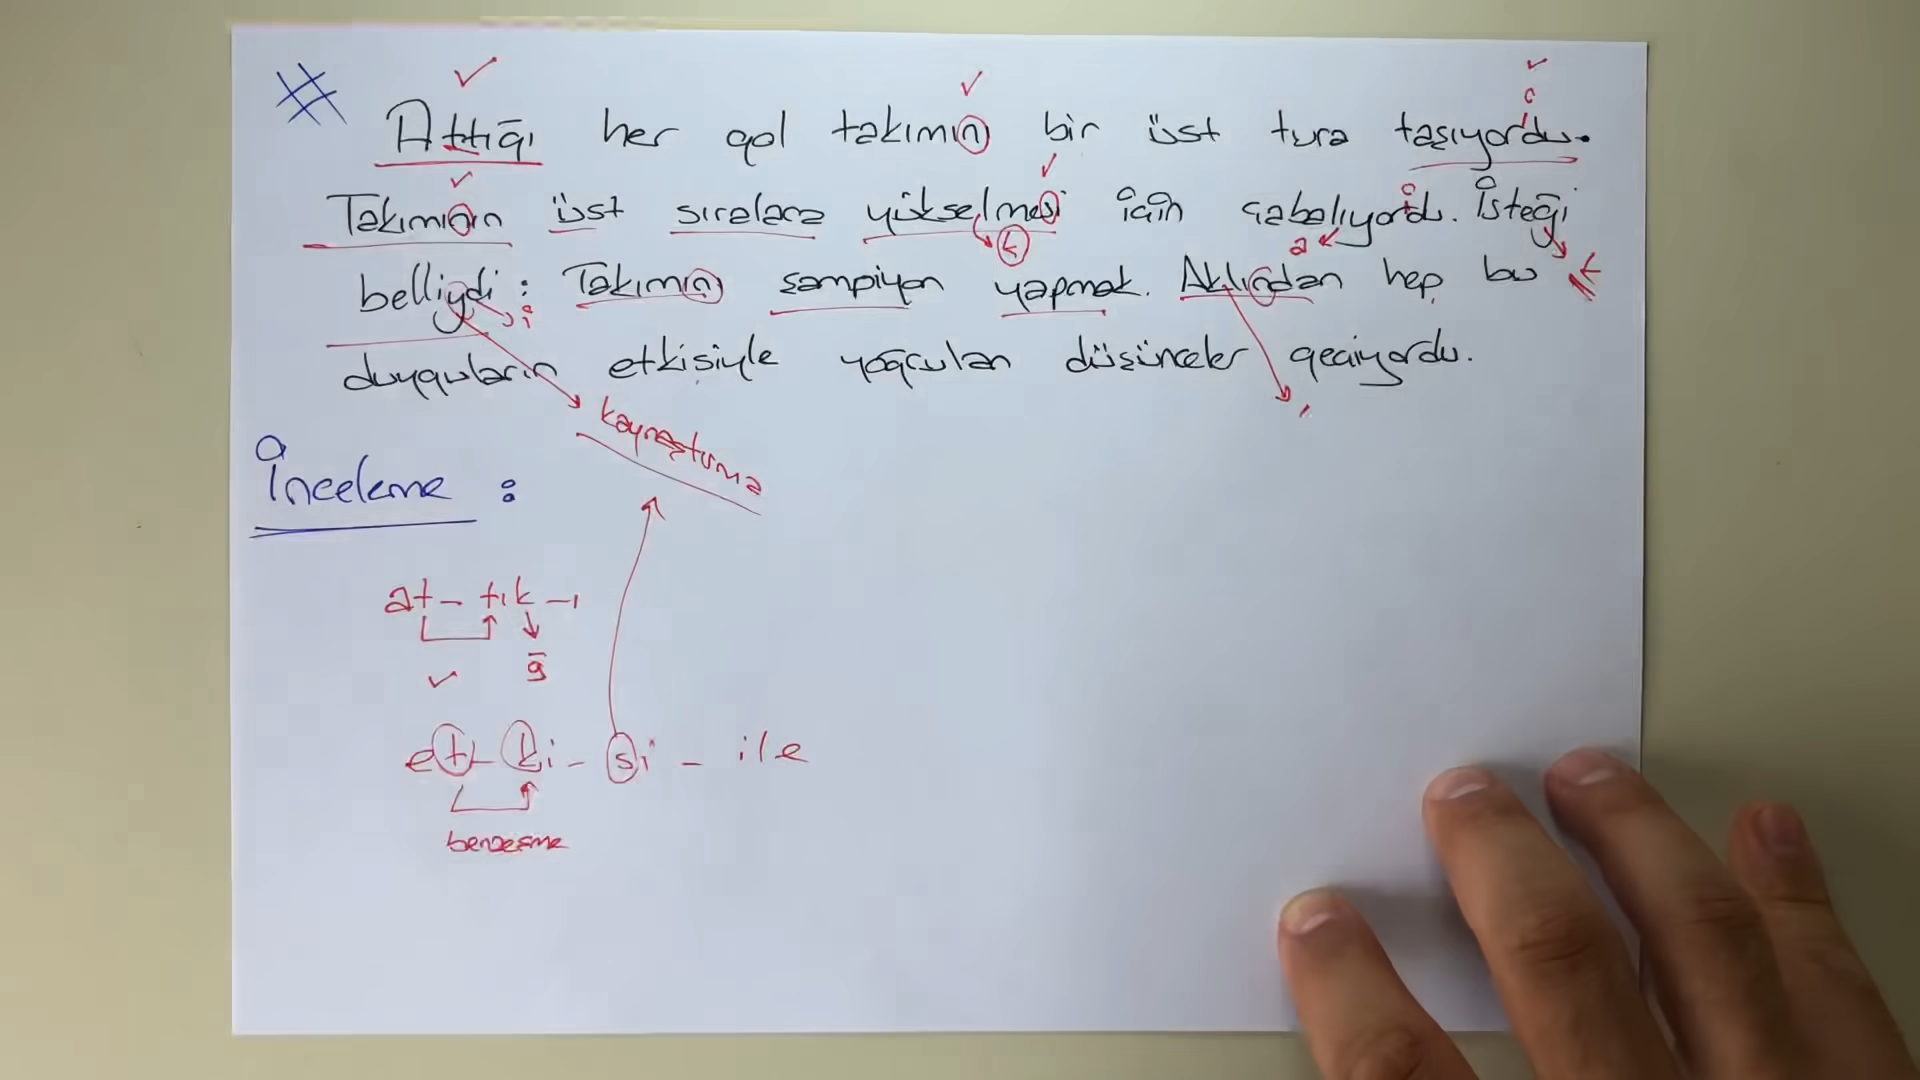 Attığı her gol takımın bir üst tura taşıyordu.
Takımının üst sıralara yükselmesi için çabalıyordu. İsteği
k
a
k
belliydi : Takımını şampiyon yapmak. Aklından hep bu
i
duyguların etkisiyle yoğrulan düşünceler geçiyordu.
kaynaştırma
ı
İnceleme :
at - tık - ı
ğ
et - ki - si - ile
benzeşme